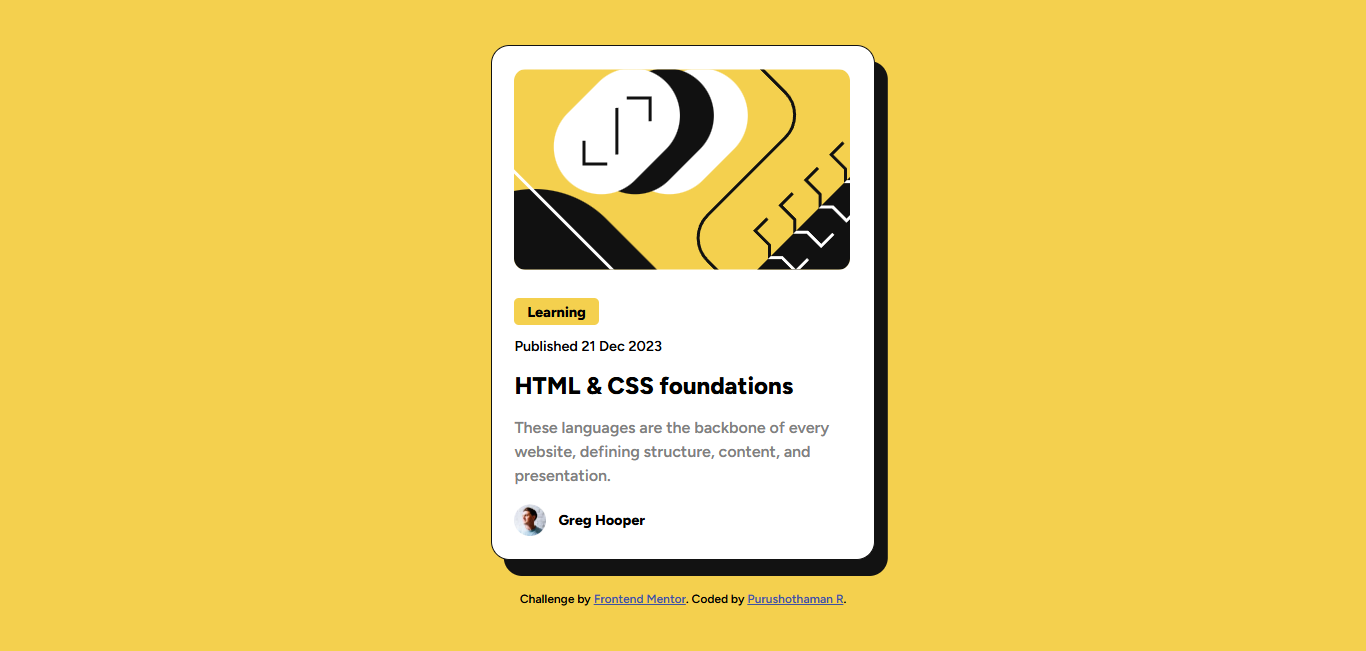 Learning
Published 21 Dec 2023
HTML & CSS foundations
These languages are the backbone of every
website, defining structure, content, and
presentation.
Greg Hooper
Challenge by Frontend Mentor. Coded by Purushothaman R.